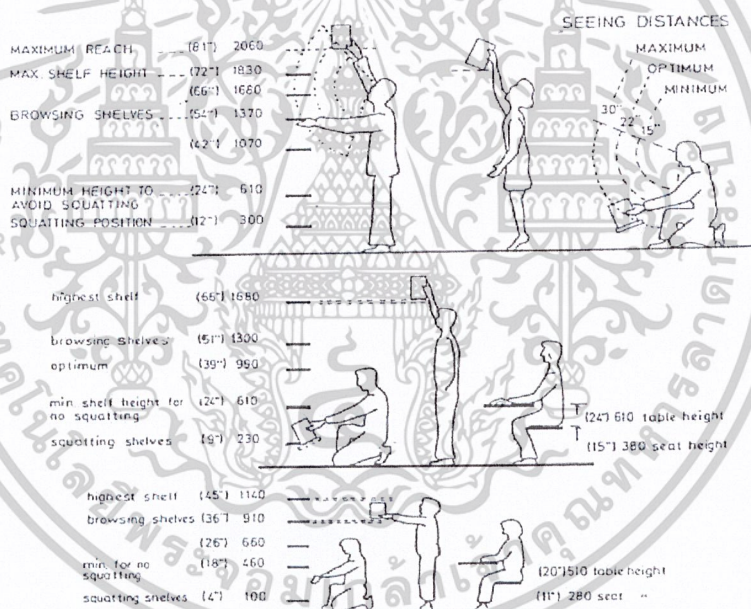 SEEING DISTANCES
MAXIMUM REACH (81") 2060
MAX. SHELF HEIGHT (72") 1830
(66") 1680
BROWSING SHELVES (54") 1370
(42") 1070
MINIMUM HEIGHT TO (24") 610
AVOID SQUATTING
SQUATTING POSITION (12") 300
MAXIMUM
OPTIMUM
MINIMUM
30"
22"
15"
highest shelf (66") 1680
browsing shelves (51") 1300
optimum (39") 990
min shelf height for (24") 610
no squatting
squatting shelves (9") 230
(24") 610 table height
(15") 380 seat height
highest shelf (45") 1140
browsing shelves (36") 910
(26") 660
min. for no (18") 460
squatting
squatting shelves (4") 100
(20") 510 table height
(11") 280 seat "